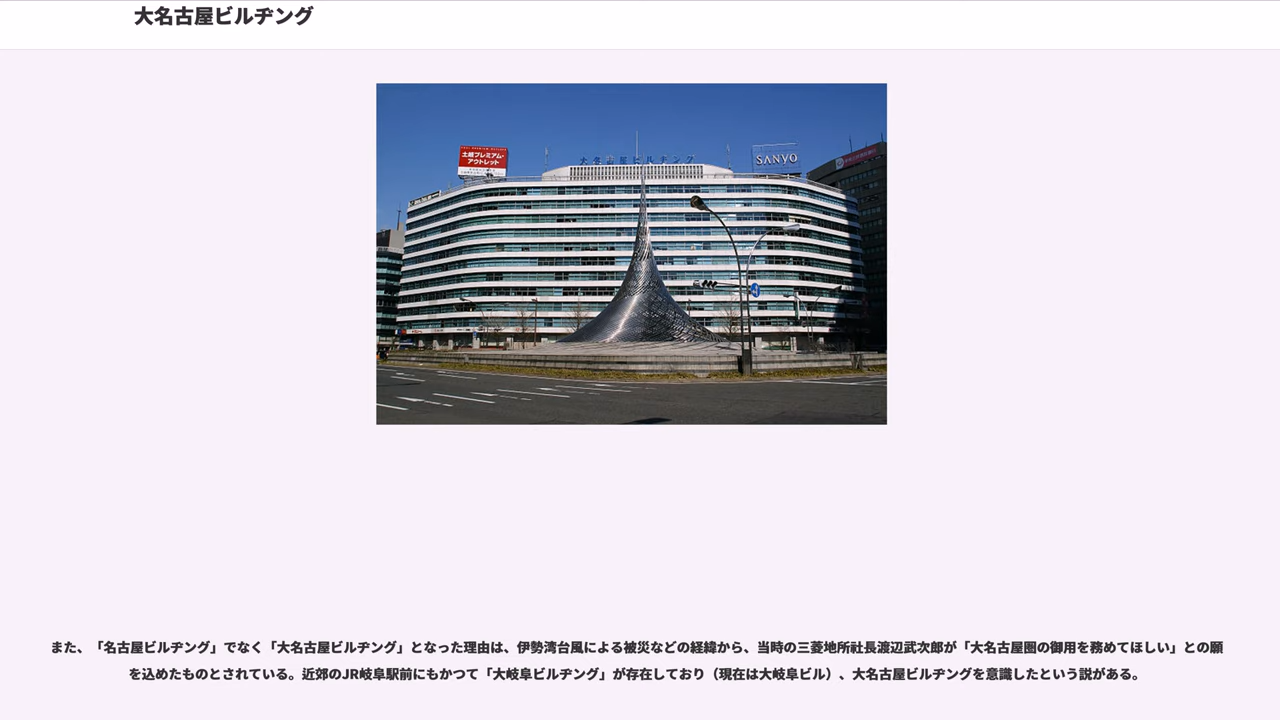 大名古屋ビルヂング
土岐プレミアム・
アウトレット
大名古屋ビルヂング
SANYO
また、「名古屋ビルヂング」でなく「大名古屋ビルヂング」となった理由は、伊勢湾台風による被災などの経緯から、当時の三菱地所社長渡辺武次郎が「大名古屋圏の御用を務めてほしい」との願
を込めたものとされている。近郊のJR岐阜駅前にもかつて「大岐阜ビルヂング」が存在しており（現在は大岐阜ビル）、大名古屋ビルヂングを意識したという説がある。